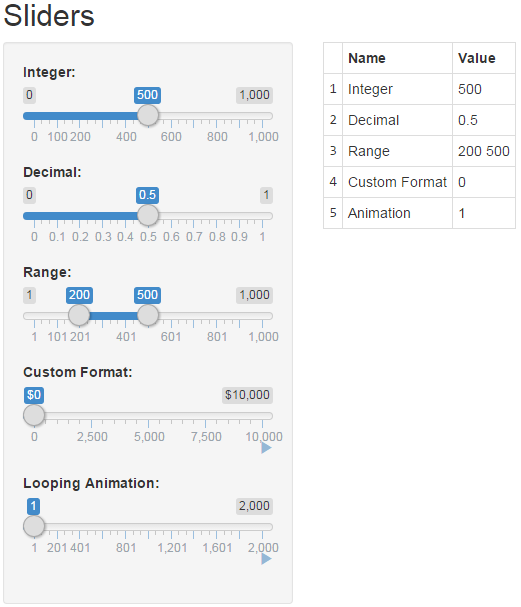 Sliders
Integer:
0 500 1,000
0 100 200 400 600 800 1,000
Decimal:
0 0.5 1
0 0.1 0.2 0.3 0.4 0.5 0.6 0.7 0.8 0.9 1
Range:
1 200 500 1,000
1 101 201 401 601 801 1,000
Custom Format:
$0 $10,000
0 2,500 5,000 7,500 10,000
Looping Animation:
1 2,000
1 201 401 801 1,201 1,601 2,000
Name Value
1 Integer 500
2 Decimal 0.5
3 Range 200 500
4 Custom Format 0
5 Animation 1